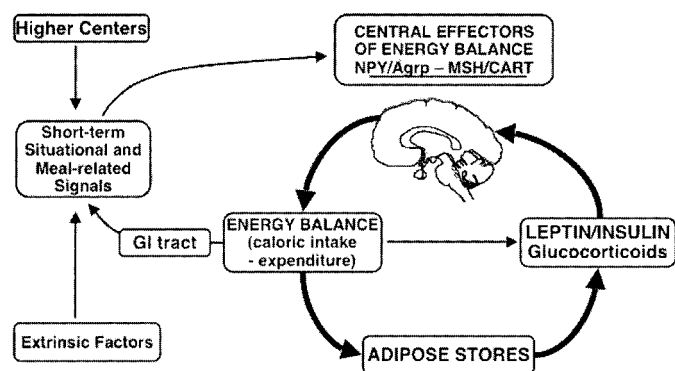 Higher Centers
CENTRAL EFFECTORS
OF ENERGY BALANCE
NPY/Agrp – MSH/CART
Short-term
Situational and
Meal-related
Signals
GI tract
ENERGY BALANCE
(caloric intake
- expenditure)
LEPTIN/INSULIN
Glucocorticoids
Extrinsic Factors
ADIPOSE STORES